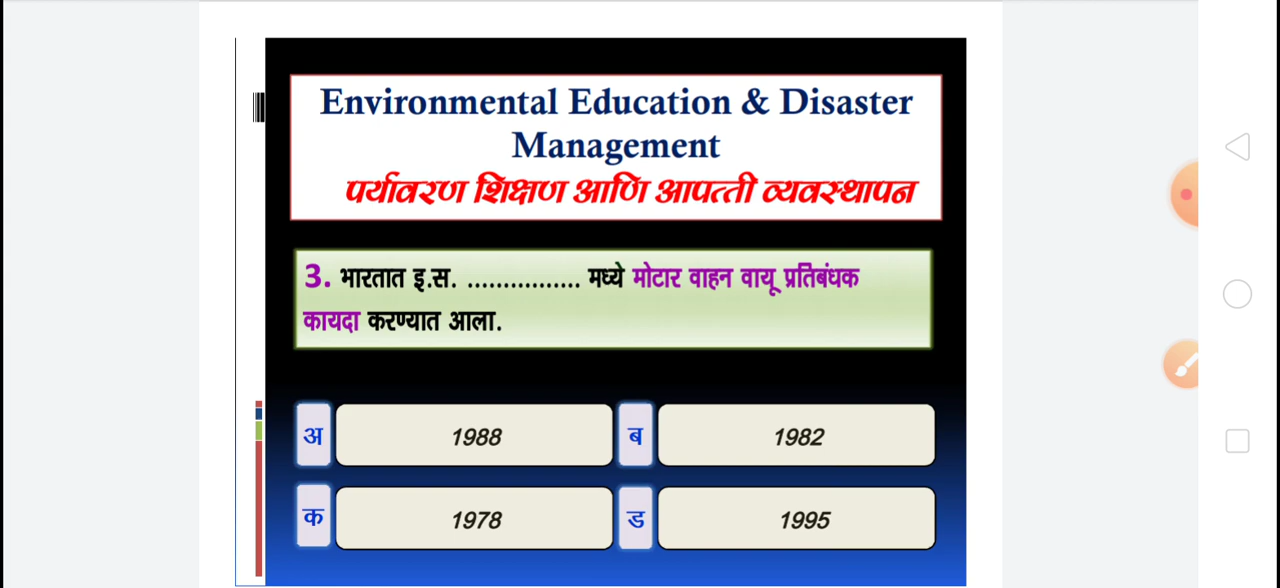 Environmental Education & Disaster
Management
पर्यावरण शिक्षण आणि आपत्ती व्यवस्थापन
3. भारतात इ.स. ................ मध्ये मोटार वाहन वायू प्रतिबंधक
कायदा करण्यात आला.
अ 1988 ब 1982
क 1978 ड 1995